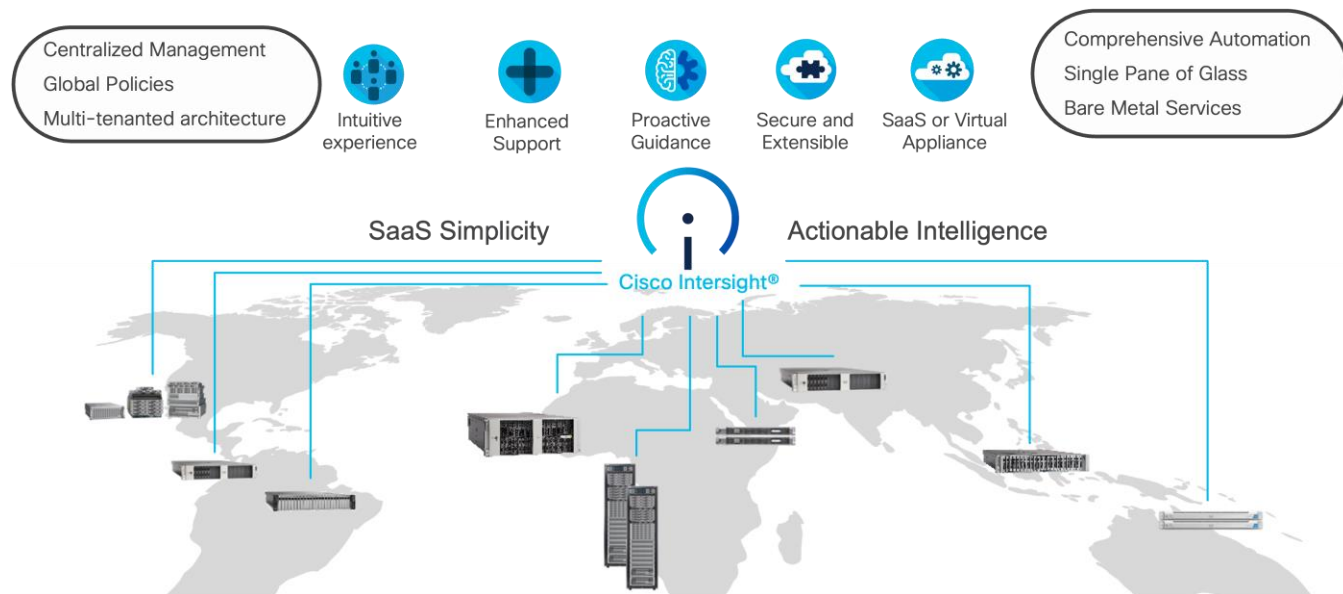 Centralized Management
Global Policies
Multi-tenanted architecture
Intuitive
experience
Enhanced
Support
Proactive
Guidance
Secure and
Extensible
SaaS or Virtual
Appliance
Comprehensive Automation
Single Pane of Glass
Bare Metal Services
SaaS Simplicity
Actionable Intelligence
Cisco Intersight®